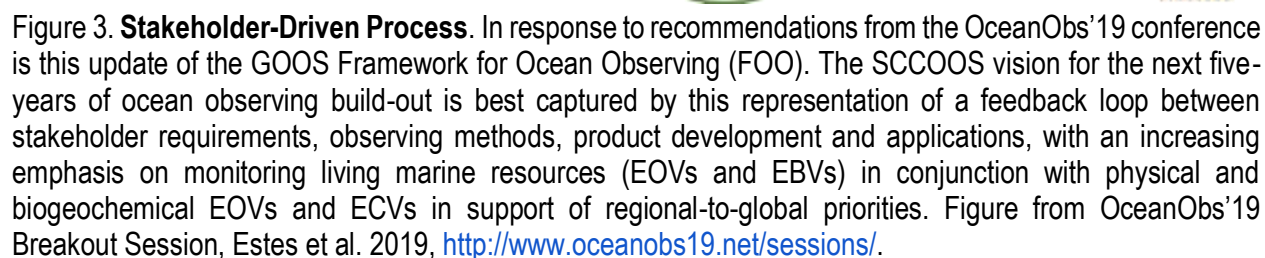 Figure 3. Stakeholder-Driven Process. In response to recommendations from the OceanObs’19 conference
is this update of the GOOS Framework for Ocean Observing (FOO). The SCCOOS vision for the next five-
years of ocean observing build-out is best captured by this representation of a feedback loop between
stakeholder requirements, observing methods, product development and applications, with an increasing
emphasis on monitoring living marine resources (EOVs and EBVs) in conjunction with physical and
biogeochemical EOVs and ECVs in support of regional-to-global priorities. Figure from OceanObs’19
Breakout Session, Estes et al. 2019, http://www.oceanobs19.net/sessions/.